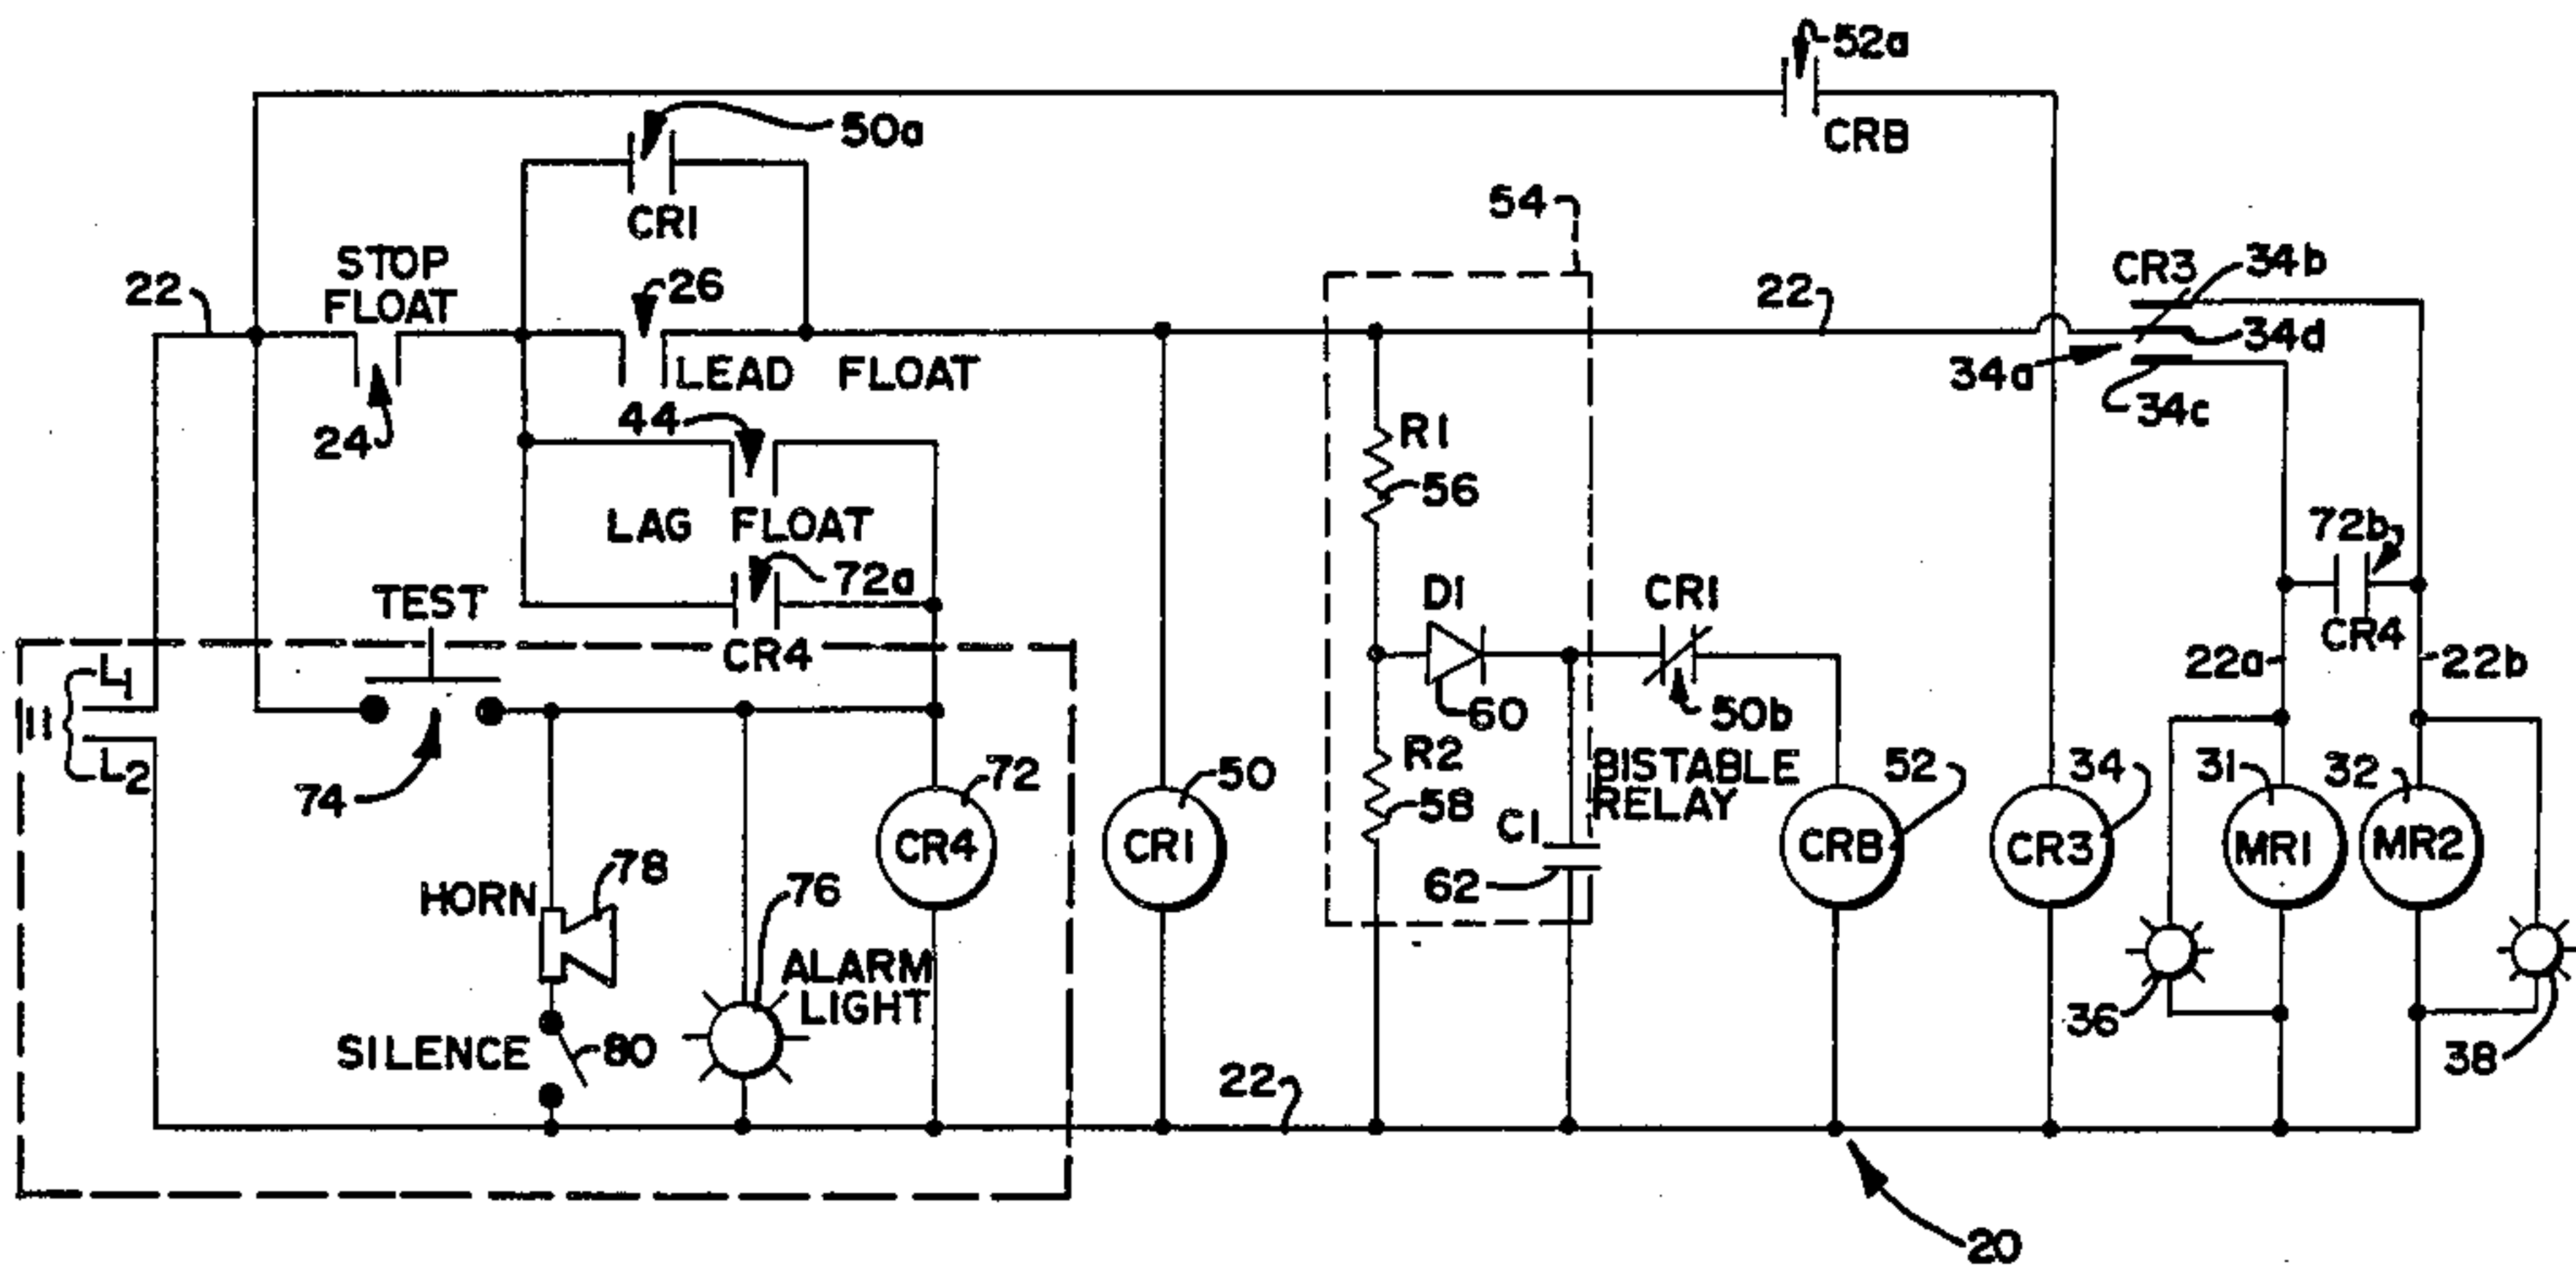 52a
CRB
50a
CR1
54
STOP
FLOAT
22
26
22
CR3
34b
34d
34a
34c
LEAD FLOAT
24
44
R1
56
LAG FLOAT
72a
CR4
72b
CR4
TEST
D1
CR1
60
50b
22a
22b
L1
11
L2
74
72
CR4
50
CR1
R2
58
BISTABLE
RELAY
C1
62
52
CRB
34
CR3
31
MR1
32
MR2
HORN
78
76
ALARM
LIGHT
SILENCE
80
36
38
22
20